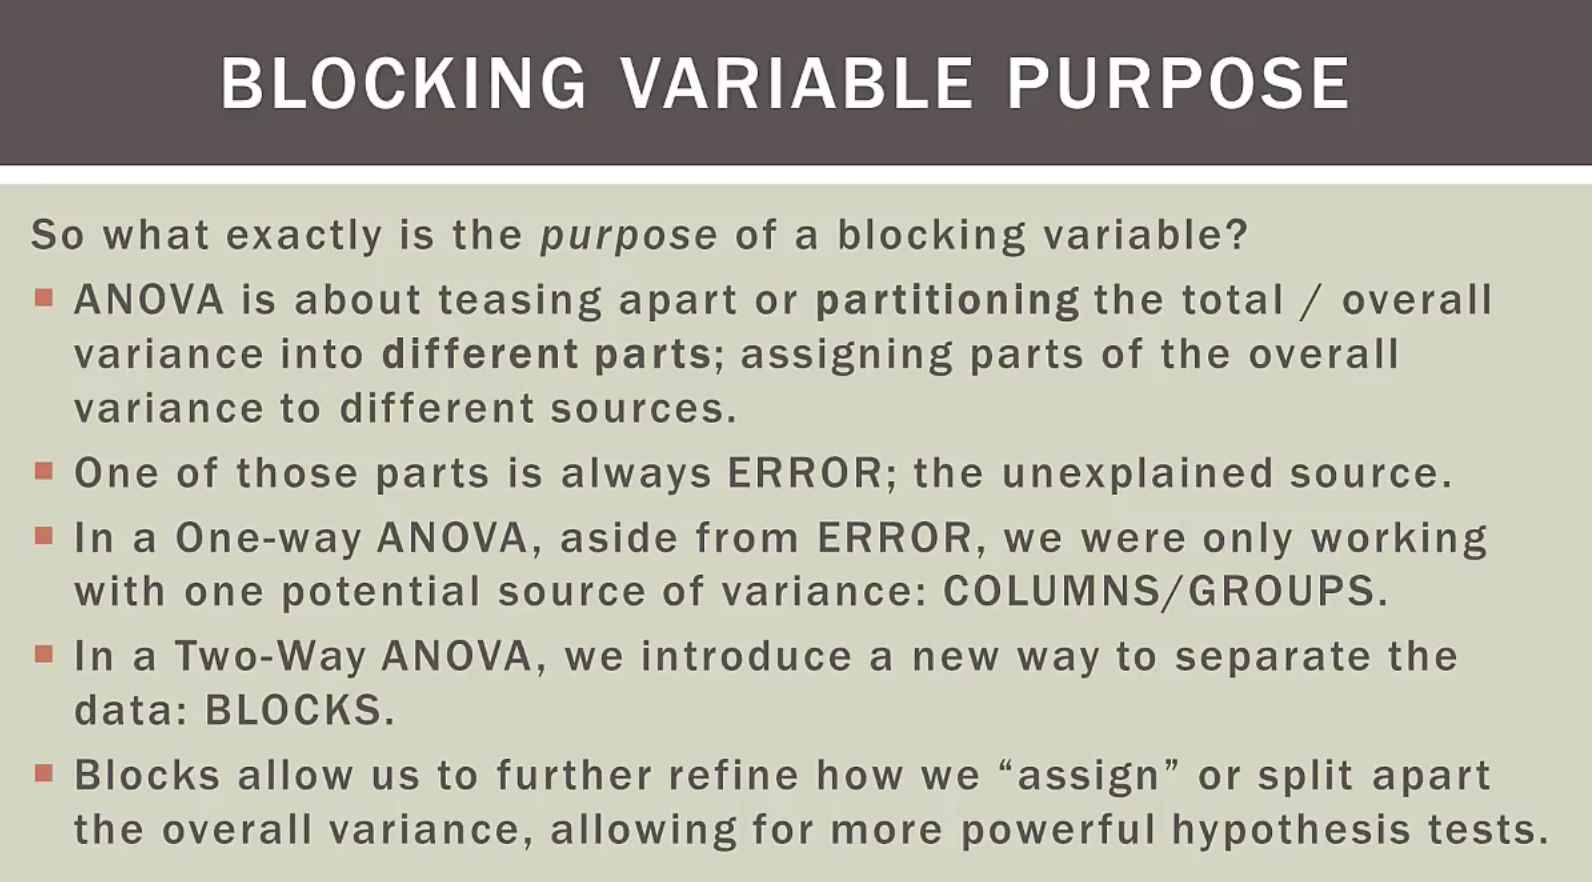 BLOCKING VARIABLE PURPOSE
So what exactly is the purpose of a blocking variable?
ANOVA is about teasing apart or partitioning the total / overall
variance into different parts; assigning parts of the overall
variance to different sources.
One of those parts is always ERROR; the unexplained source.
In a One-way ANOVA, aside from ERROR, we were only working
with one potential source of variance: COLUMNS/GROUPS.
In a Two-Way ANOVA, we introduce a new way to separate the
data: BLOCKS.
Blocks allow us to further refine how we “assign” or split apart
the overall variance, allowing for more powerful hypothesis tests.